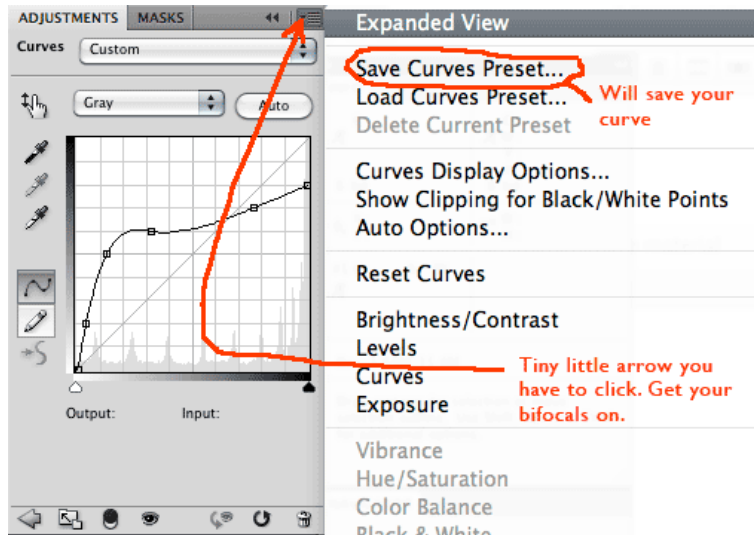 ADJUSTMENTS MASKS
Curves Custom
Gray Auto
Output: Input:
Expanded View
Save Curves Preset...
Load Curves Preset...
Delete Current Preset
Will save your
curve
Curves Display Options...
Show Clipping for Black/White Points
Auto Options...
Reset Curves
Brightness/Contrast
Levels
Curves
Exposure
Tiny little arrow you
have to click. Get your
bifocals on.
Vibrance
Hue/Saturation
Color Balance
Black & White